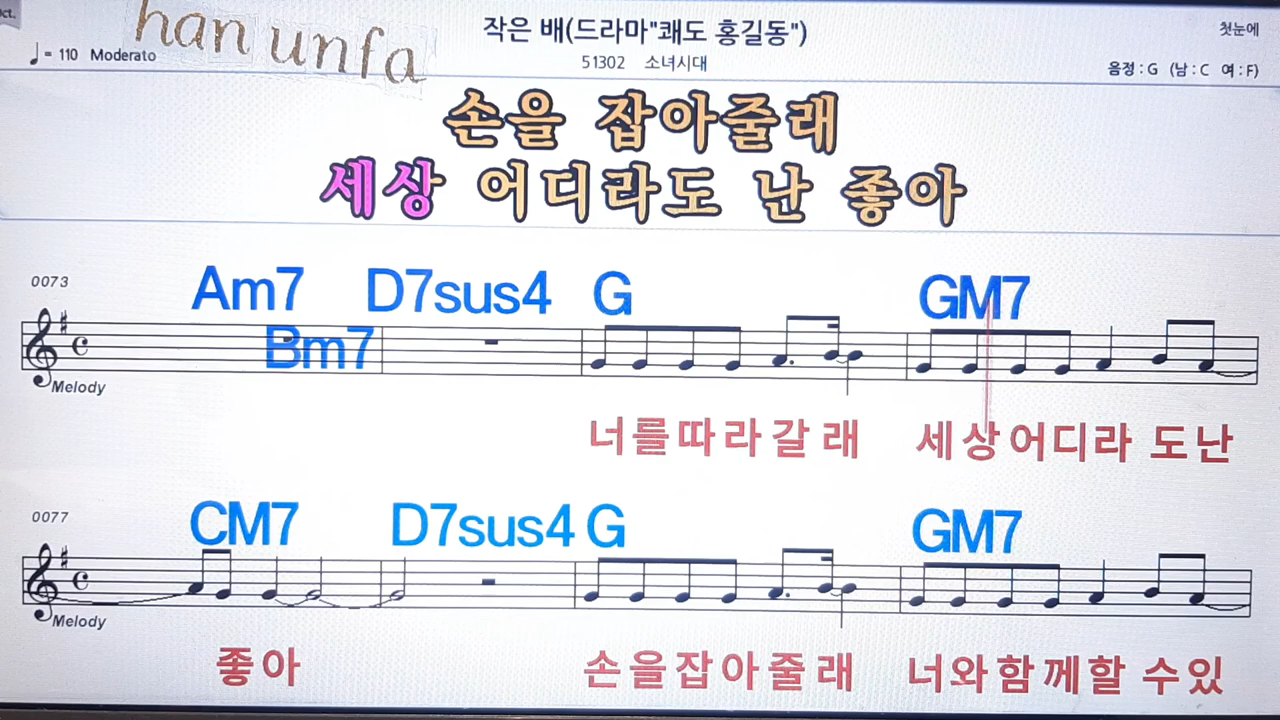 ct.
han unfa
작은 배(드라마"쾌도 홍길동")
첫눈에
♩= 110 Moderato
51302 소녀시대
음정 : G (남 : C 여 : F)
손을 잡아줄래
세상 어디라도 난 좋아
0073
Am7 D7sus4 G GM7
Bm7
Melody
너를따라갈래 세상어디라 도난
0077
CM7 D7sus4 G GM7
Melody
좋아 손을잡아줄래 너와함께할 수있